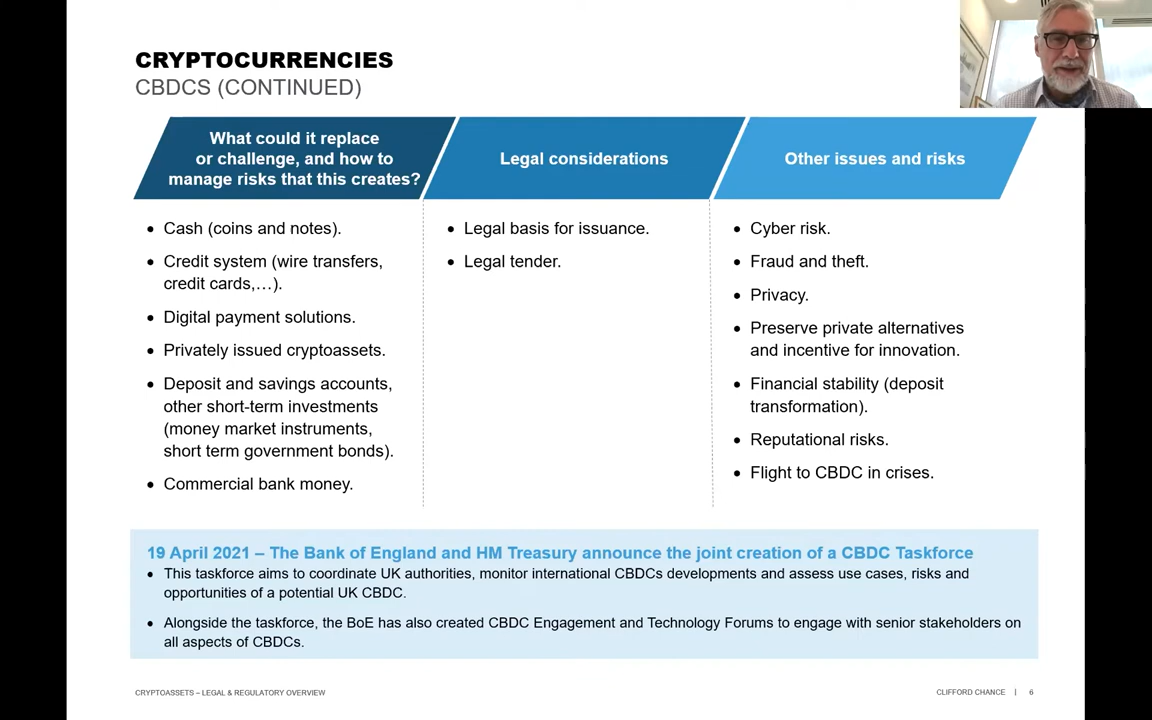 CRYPTOCURRENCIES
CBDCS (CONTINUED)
What could it replace
or challenge, and how to
manage risks that this creates?
Legal considerations
Other issues and risks
• Cash (coins and notes).
• Credit system (wire transfers,
credit cards,…).
• Digital payment solutions.
• Privately issued cryptoassets.
• Deposit and savings accounts,
other short-term investments
(money market instruments,
short term government bonds).
• Commercial bank money.
• Legal basis for issuance.
• Legal tender.
• Cyber risk.
• Fraud and theft.
• Privacy.
• Preserve private alternatives
and incentive for innovation.
• Financial stability (deposit
transformation).
• Reputational risks.
• Flight to CBDC in crises.
19 April 2021 – The Bank of England and HM Treasury announce the joint creation of a CBDC Taskforce
• This taskforce aims to coordinate UK authorities, monitor international CBDCs developments and assess use cases, risks and
opportunities of a potential UK CBDC.
• Alongside the taskforce, the BoE has also created CBDC Engagement and Technology Forums to engage with senior stakeholders on
all aspects of CBDCs.
CRYPTOASSETS – LEGAL & REGULATORY OVERVIEW
CLIFFORD CHANCE | 6